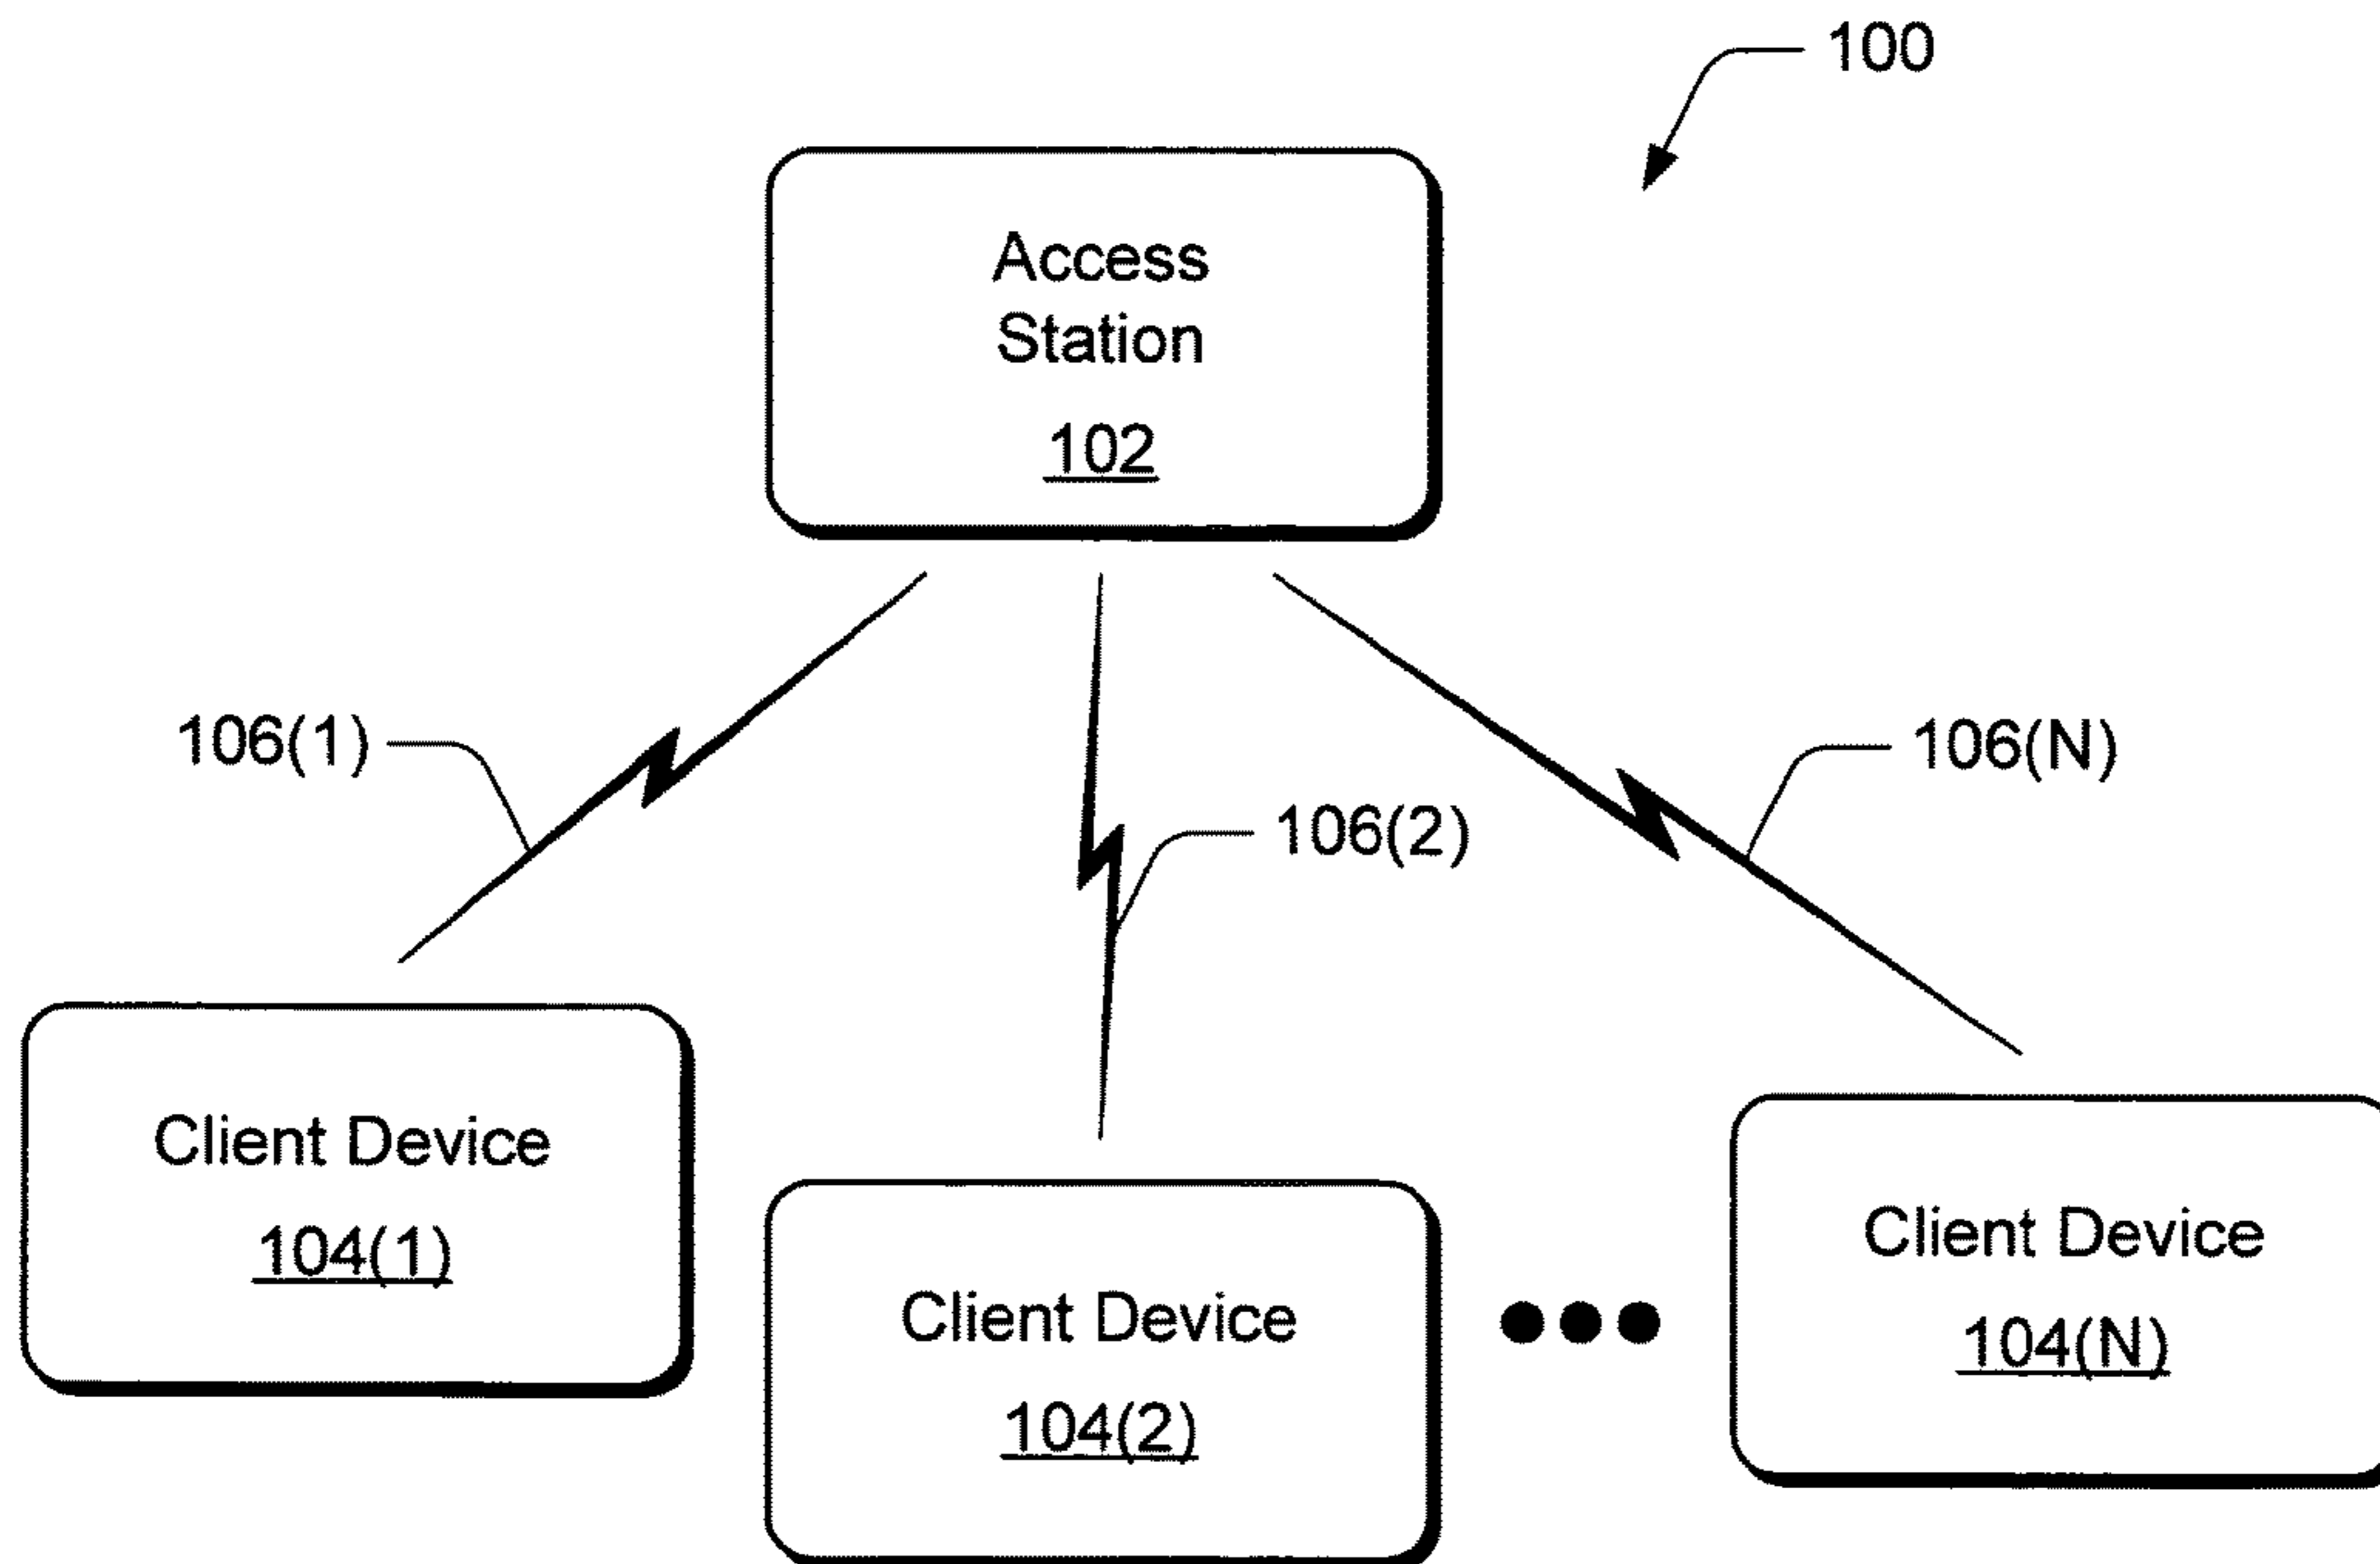 100
Access
Station
102
106(1)
106(N)
106(2)
Client Device
104(1)
Client Device
104(2)
Client Device
104(N)